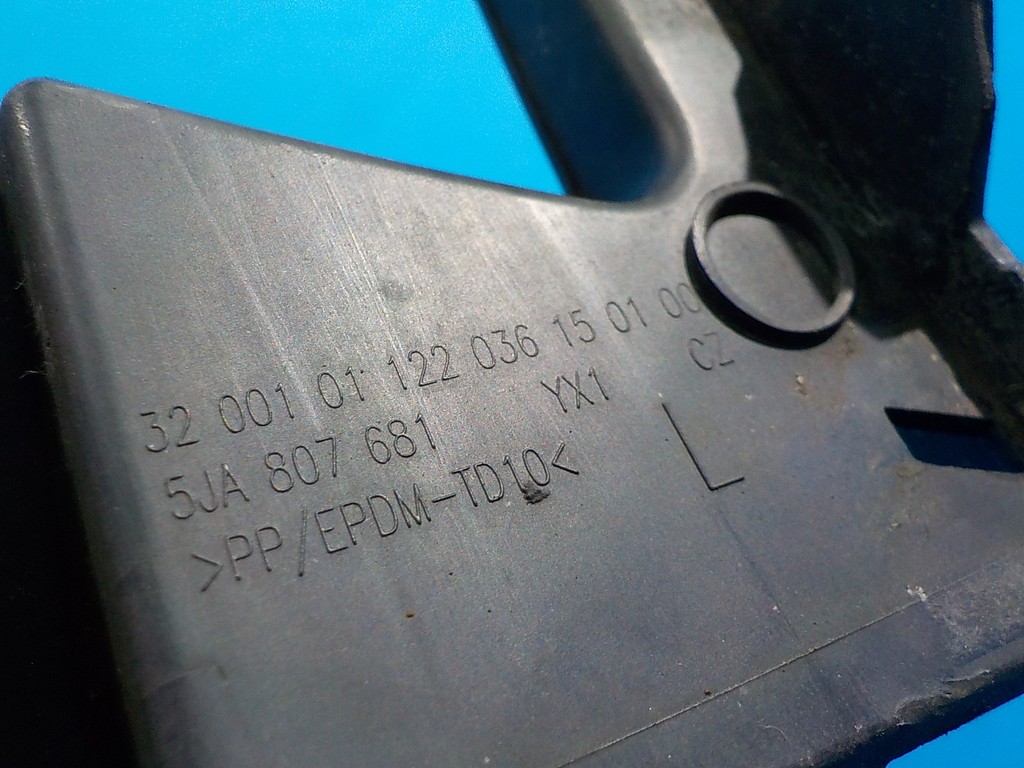 32 001 01 122 036 15 01 00
5JA 807 681 YX1 CZ
>PP/EPDM-TD10< L